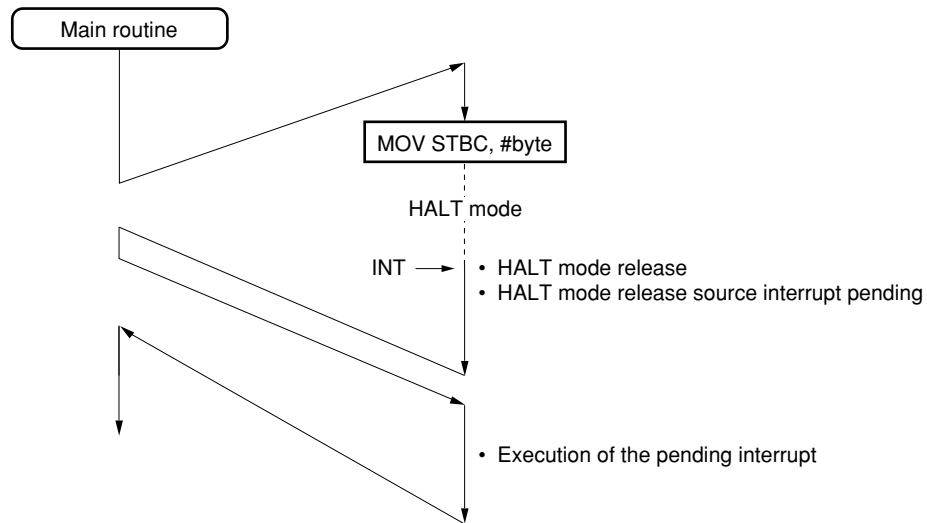 Main routine
MOV STBC, #byte
HALT mode
INT
• HALT mode release
• HALT mode release source interrupt pending
• Execution of the pending interrupt